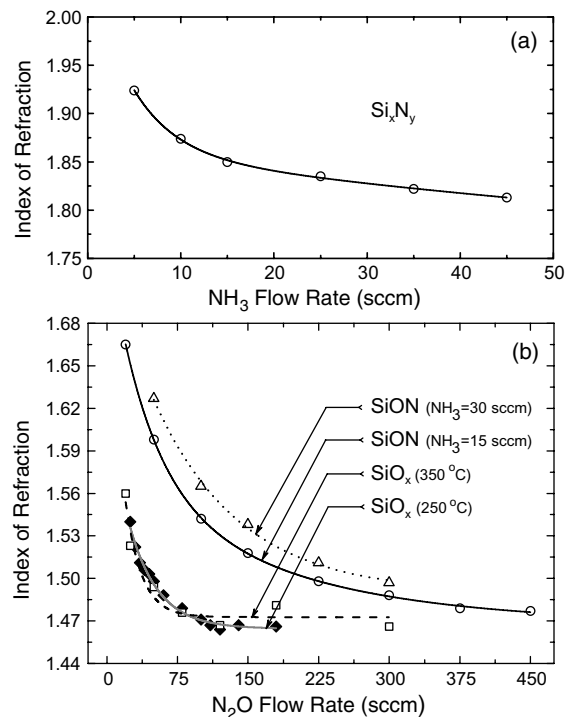 2.00
(a)
1.95
Index of Refraction
1.90
SiₓNᵧ
1.85
1.80
1.75
0 10 20 30 40 50
NH₃ Flow Rate (sccm)
1.68
(b)
1.65
1.62
Index of Refraction
1.59
1.56
1.53
1.50
1.47
1.44
SiON (NH₃=30 sccm)
SiON (NH₃=15 sccm)
SiOₓ (350 °C)
SiOₓ (250 °C)
0 75 150 225 300 375 450
N₂O Flow Rate (sccm)